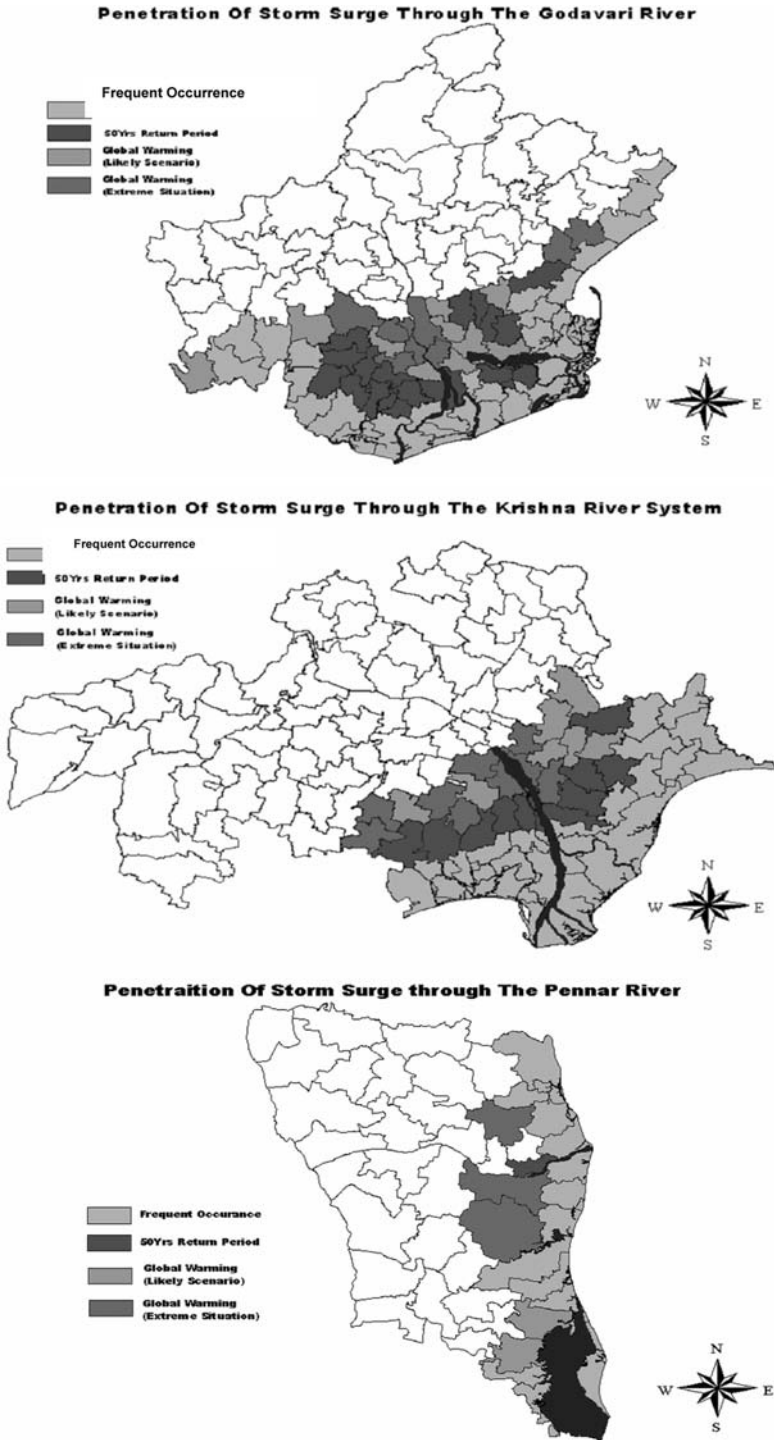 Penetration Of Storm Surge Through The Godavari River
Frequent Occurrence
50Yrs Return Period
Global Warming
(Likely Scenario)
Global Warming
(Extreme Situation)
N
W E
S
Penetration Of Storm Surge Through The Krishna River System
Frequent Occurrence
50Yrs Return Period
Global Warming
(Likely Scenario)
Global Warming
(Extreme Situation)
N
W E
S
Penetraition Of Storm Surge through The Pennar River
Frequent Occurance
50Yrs Return Period
Global Warming
(Likely Scenario)
Global Warming
(Extreme Situation)
N
W E
S